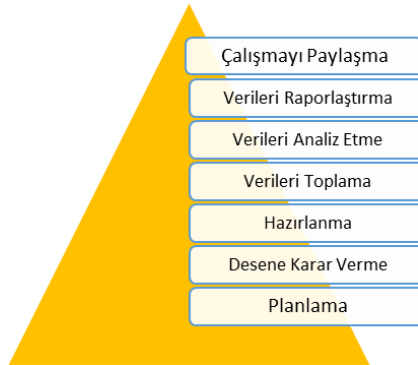 Çalışmayı Paylaşma
Verileri Raporlaştırma
Verileri Analiz Etme
Verileri Toplama
Hazırlanma
Desene Karar Verme
Planlama